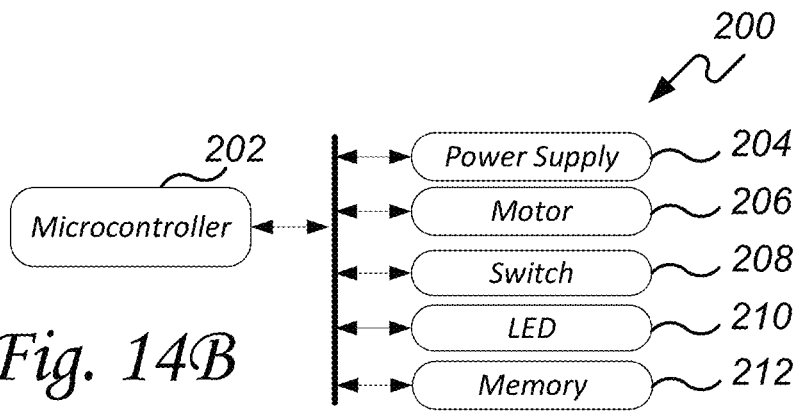 200
202
Microcontroller
Power Supply 204
Motor 206
Switch 208
LED 210
Memory 212
Fig. 14B